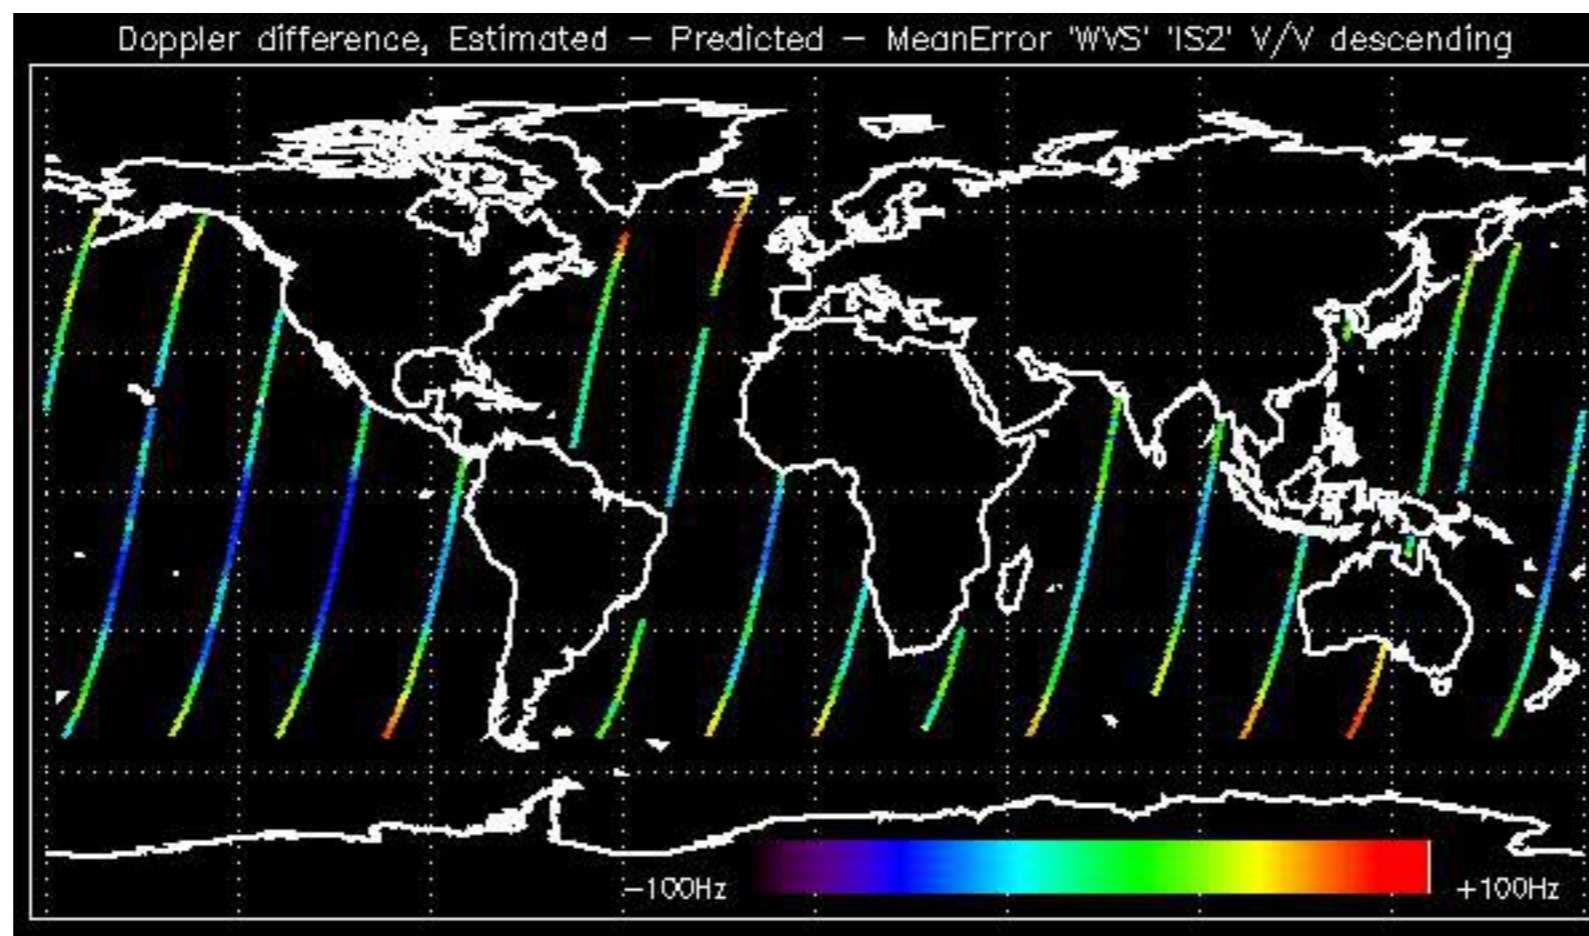 Doppler difference, Estimated – Predicted – MeanError 'WVS' 'IS2' V/V descending
−100Hz
+100Hz